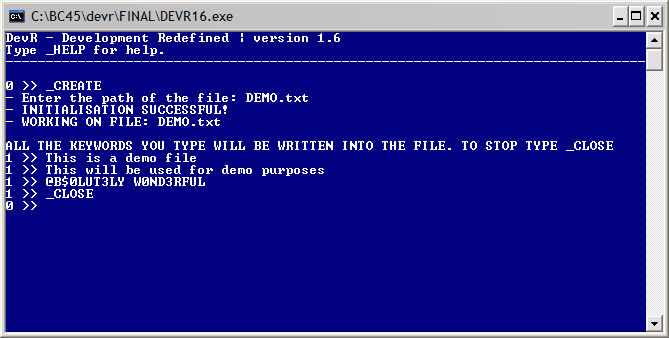 C:\BC45\devr\FINAL\DEVR16.exe
DevR - Development Redefined | version 1.6
Type _HELP for help.
--------------------------------------------------------------------------------
0 >> _CREATE
- Enter the path of the file: DEMO.txt
- INITIALISATION SUCCESSFUL!
- WORKING ON FILE: DEMO.txt
ALL THE KEYWORDS YOU TYPE WILL BE WRITTEN INTO THE FILE. TO STOP TYPE _CLOSE
1 >> This is a demo file
1 >> This will be used for demo purposes
1 >> @B$0LUT3LY W0ND3RFUL
1 >> _CLOSE
0 >>